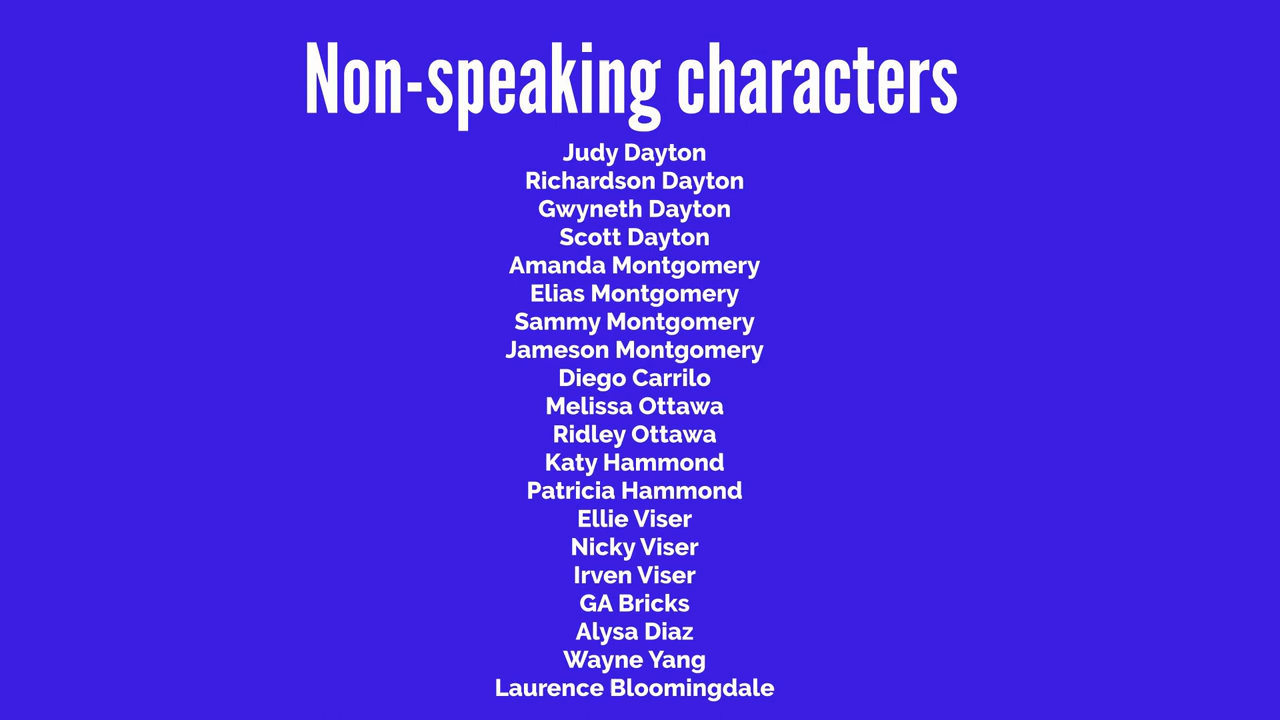 Non-speaking characters
Judy Dayton
Richardson Dayton
Gwyneth Dayton
Scott Dayton
Amanda Montgomery
Elias Montgomery
Sammy Montgomery
Jameson Montgomery
Diego Carrilo
Melissa Ottawa
Ridley Ottawa
Katy Hammond
Patricia Hammond
Ellie Viser
Nicky Viser
Irven Viser
GA Bricks
Alysa Diaz
Wayne Yang
Laurence Bloomingdale